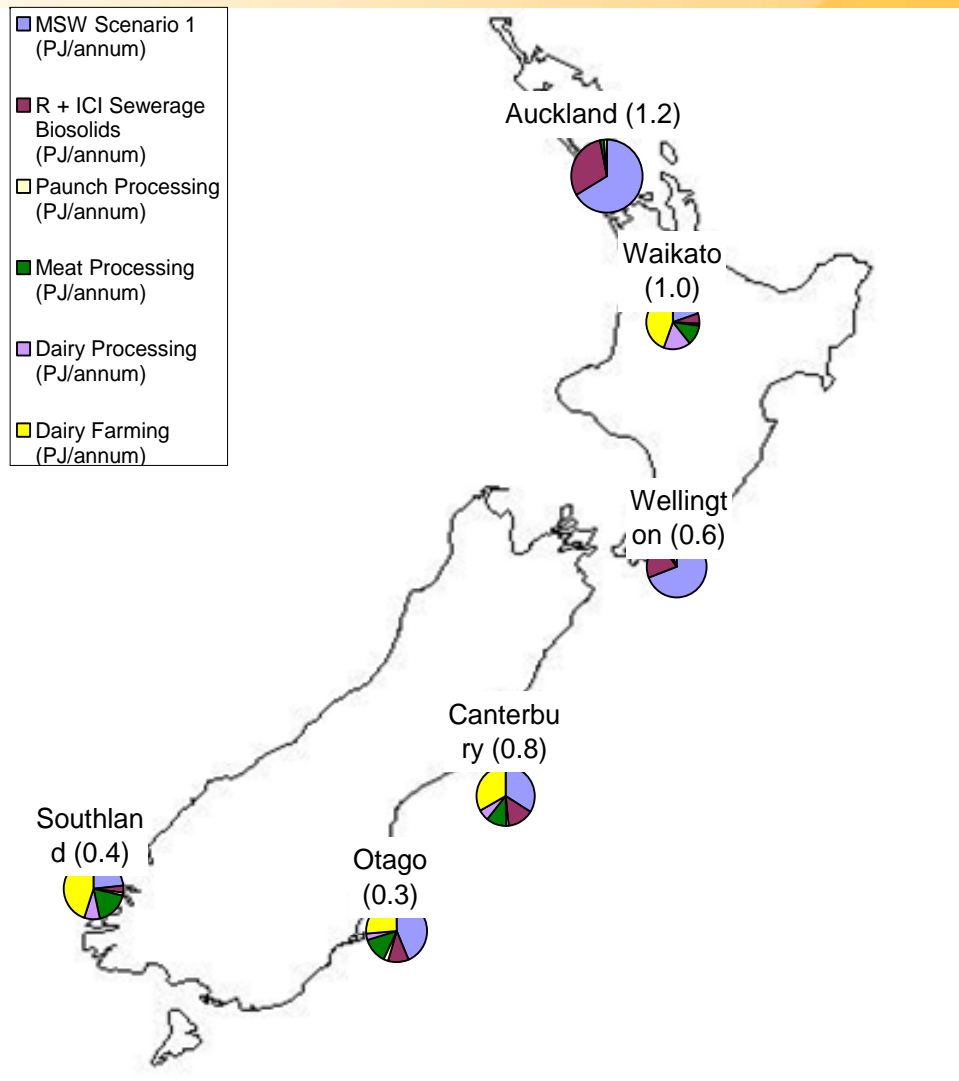 MSW Scenario 1
(PJ/annum)
R + ICI Sewerage
Biosolids
(PJ/annum)
Paunch Processing
(PJ/annum)
Meat Processing
(PJ/annum)
Dairy Processing
(PJ/annum)
Dairy Farming
(PJ/annum)
Auckland (1.2)
Waikato
(1.0)
Wellingt
on (0.6)
Canterbu
ry (0.8)
Southlan
d (0.4)
Otago
(0.3)